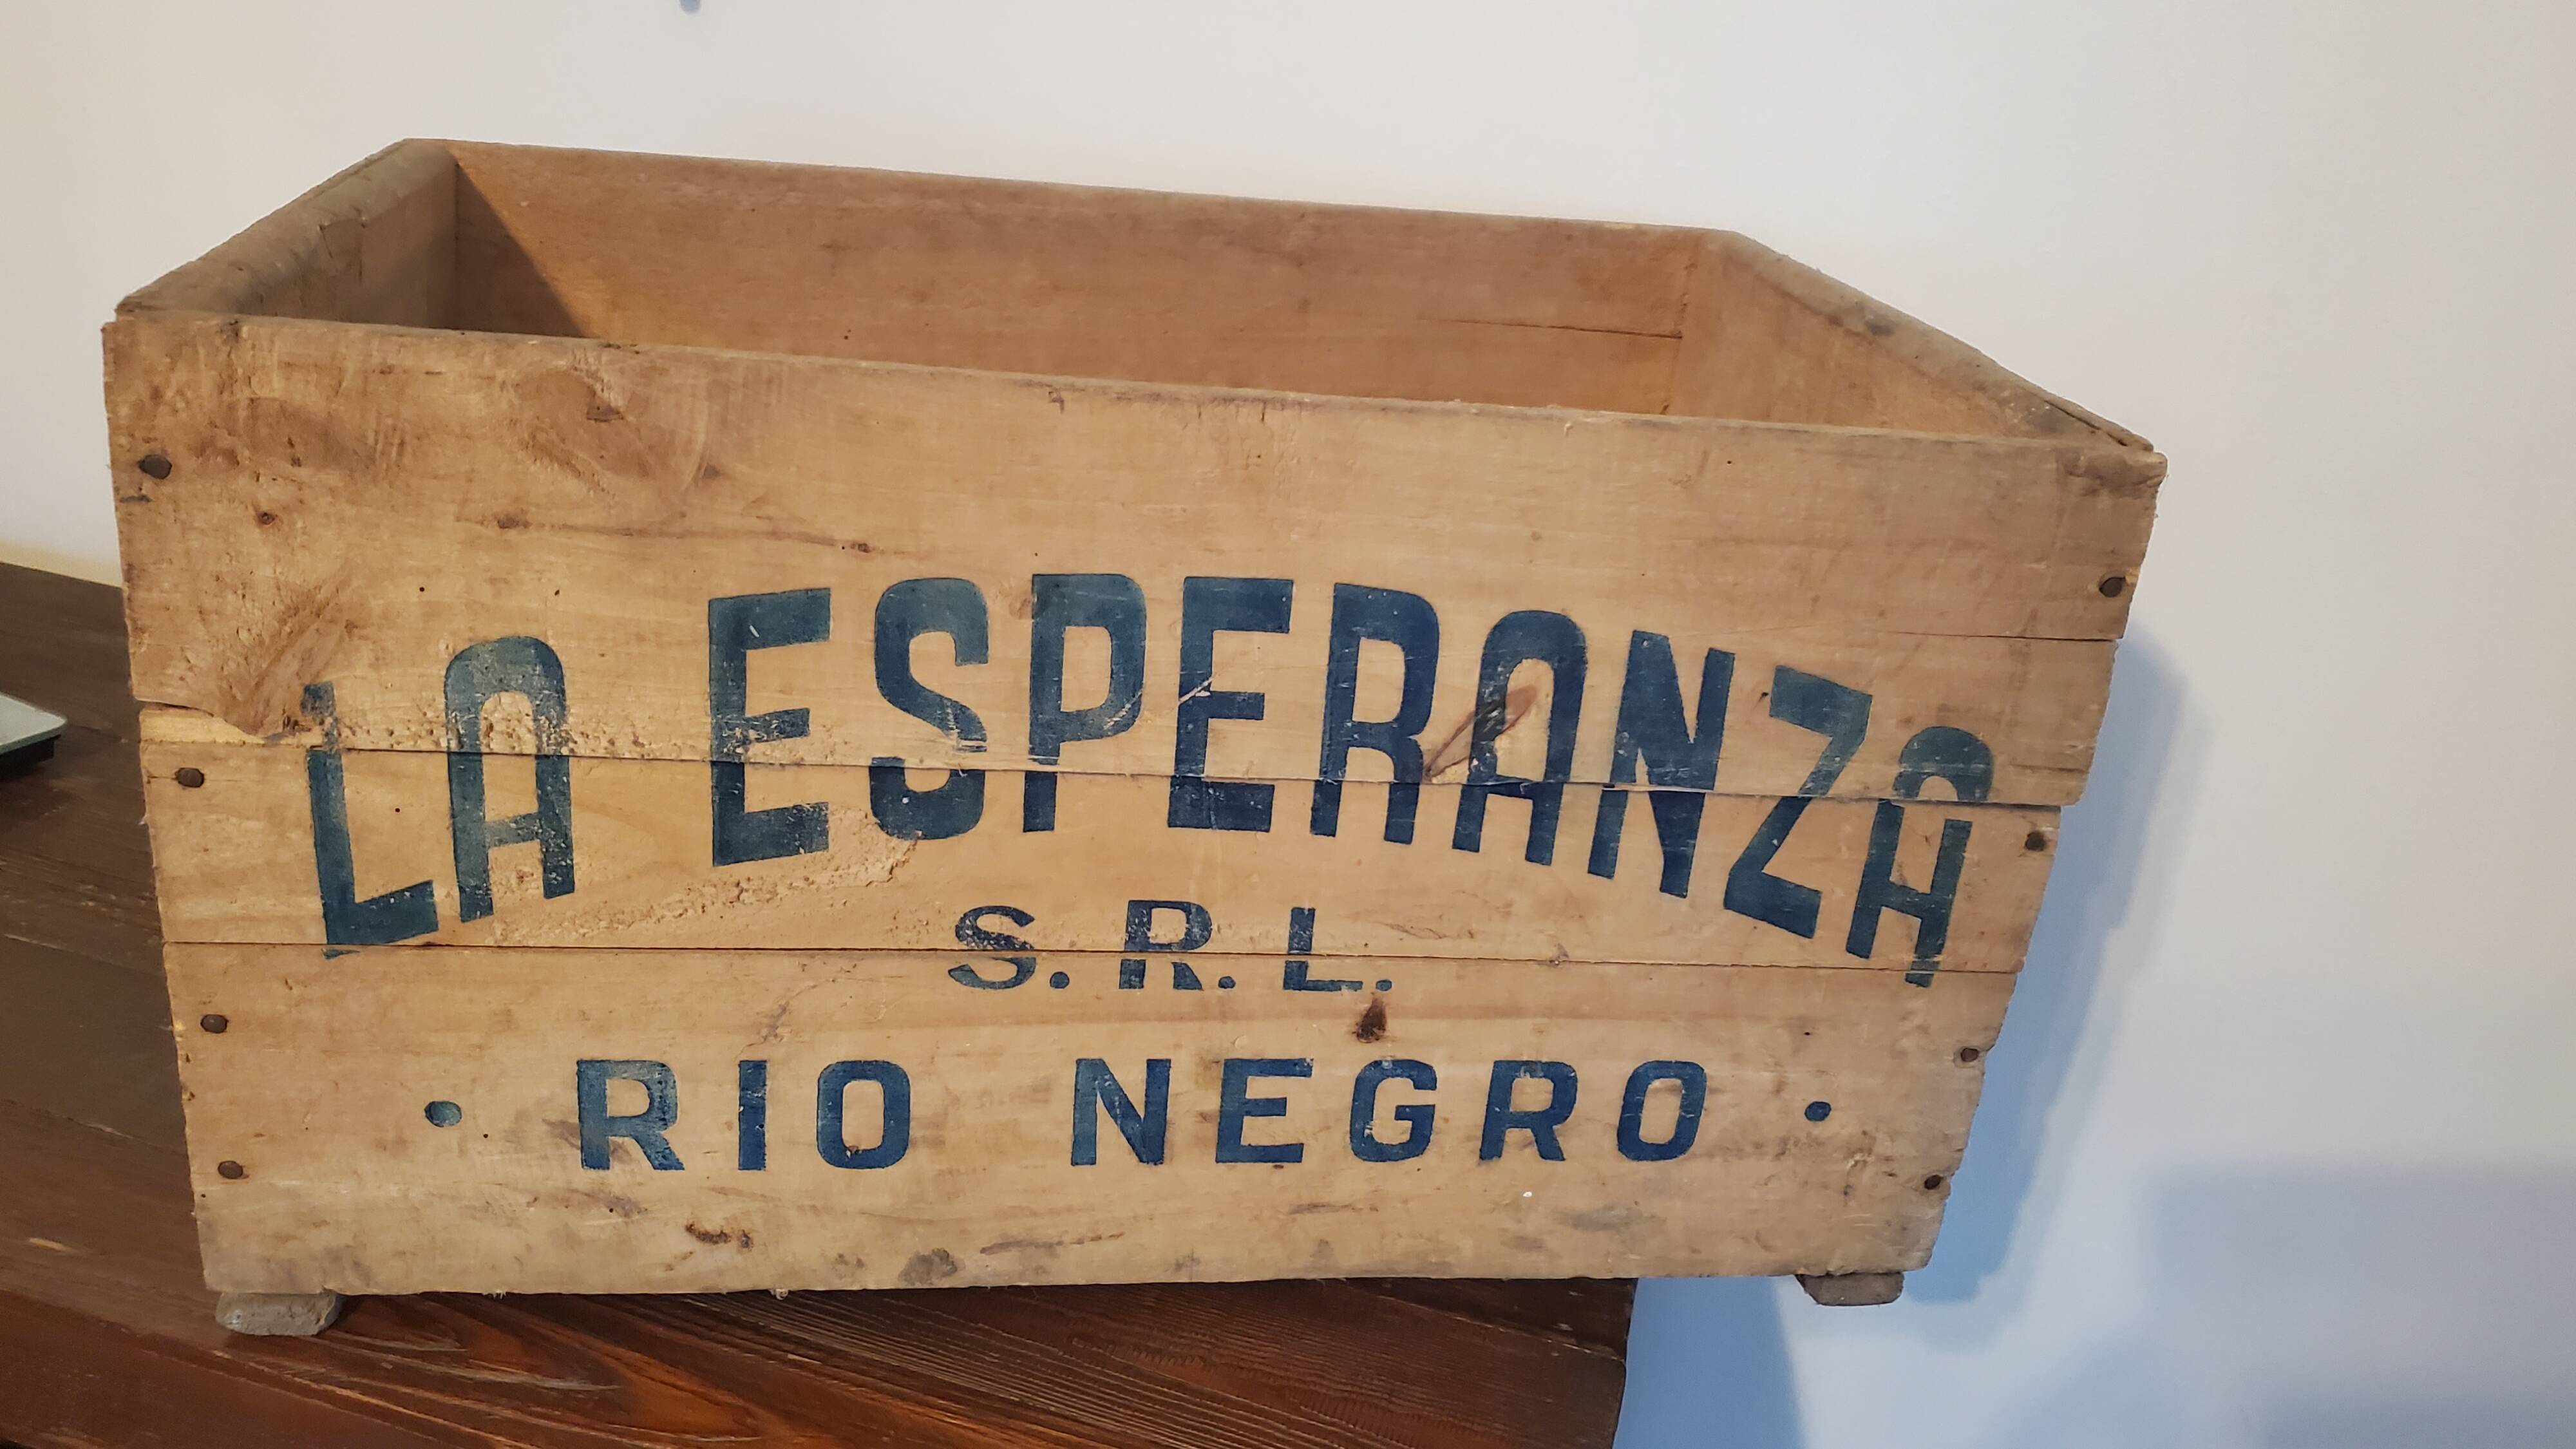 LA ESPERANZA
S.R.L.
• RIO NEGRO •